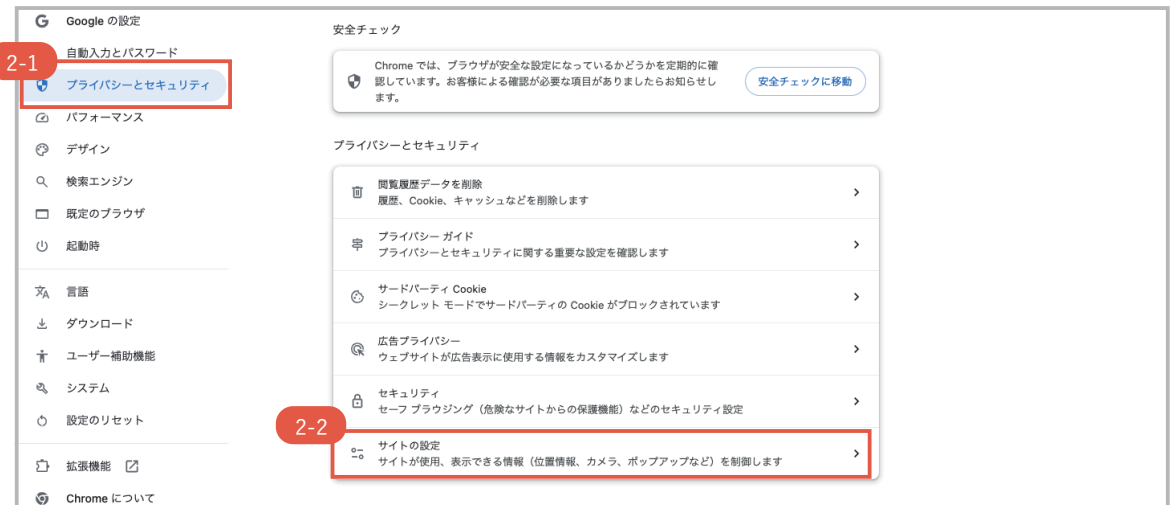 Google の設定
自動入力とパスワード
2-1
プライバシーとセキュリティ
パフォーマンス
デザイン
検索エンジン
既定のブラウザ
起動時
言語
ダウンロード
ユーザー補助機能
システム
設定のリセット
拡張機能
Chrome について
安全チェック
Chrome では、ブラウザが安全な設定になっているかどうかを定期的に確
認しています。お客様による確認が必要な項目がありましたらお知らせし
ます。
安全チェックに移動
プライバシーとセキュリティ
閲覧履歴データを削除
履歴、Cookie、キャッシュなどを削除します
プライバシー ガイド
プライバシーとセキュリティに関する重要な設定を確認します
サードパーティ Cookie
シークレット モードでサードパーティの Cookie がブロックされています
広告プライバシー
ウェブサイトが広告表示に使用する情報をカスタマイズします
セキュリティ
セーフ ブラウジング（危険なサイトからの保護機能）などのセキュリティ設定
2-2
サイトの設定
サイトが使用、表示できる情報（位置情報、カメラ、ポップアップなど）を制御します